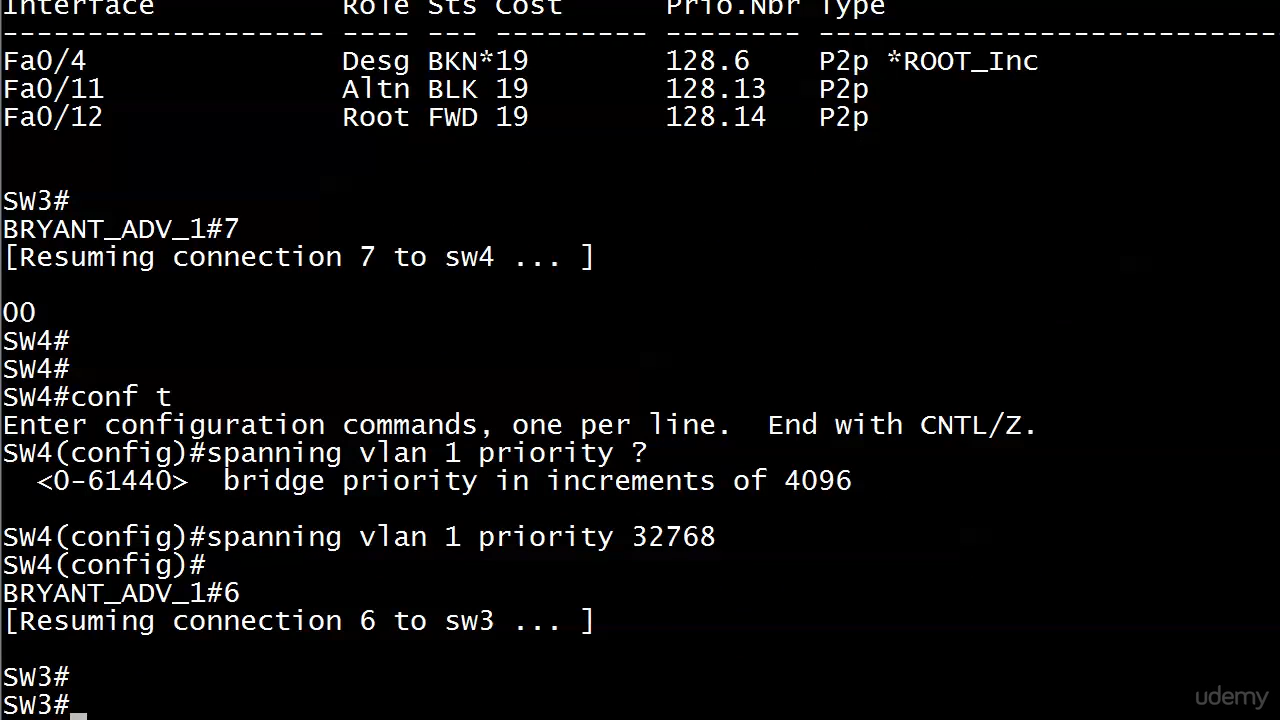 Interface Role Sts Cost Prio.Nbr Type
------------------- ---- --- --------- -------- ----------------------------
Fa0/4 Desg BKN*19 128.6 P2p *ROOT_Inc
Fa0/11 Altn BLK 19 128.13 P2p
Fa0/12 Root FWD 19 128.14 P2p
SW3#
BRYANT_ADV_1#7
[Resuming connection 7 to sw4 ... ]
00
SW4#
SW4#
SW4#conf t
Enter configuration commands, one per line.  End with CNTL/Z.
SW4(config)#spanning vlan 1 priority ?
<0-61440>  bridge priority in increments of 4096
SW4(config)#spanning vlan 1 priority 32768
SW4(config)#
BRYANT_ADV_1#6
[Resuming connection 6 to sw3 ... ]
SW3#
SW3#
udemy